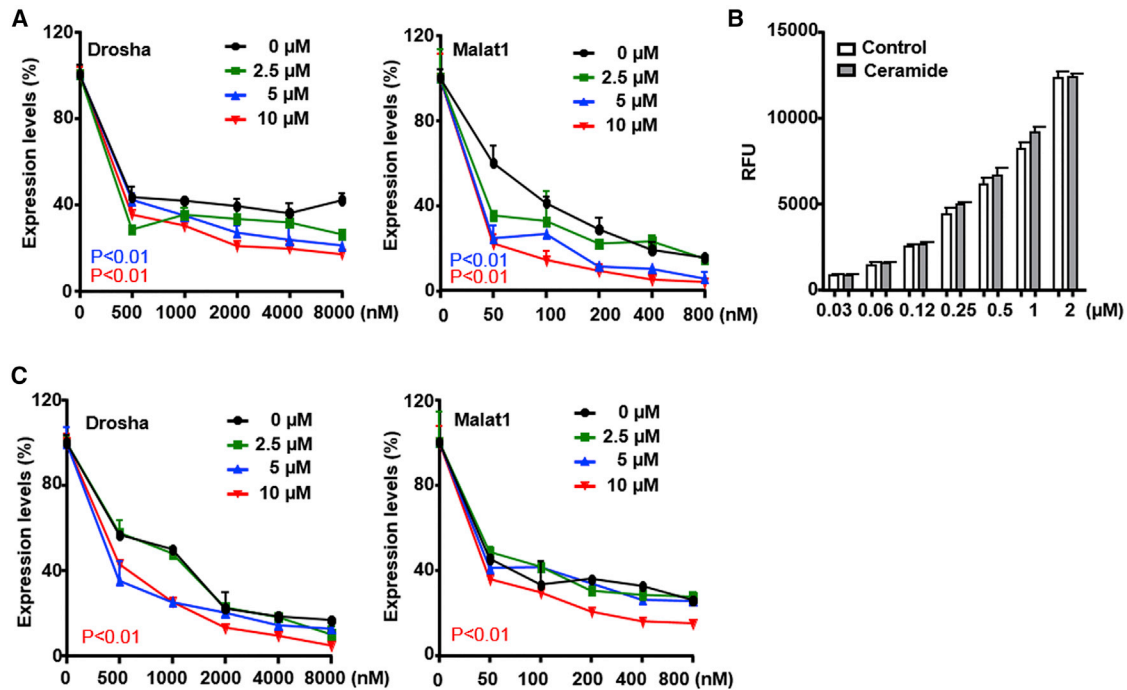 A
Drosha
Expression levels (%)
120
80
40
0
0 μM
2.5 μM
5 μM
10 μM
P<0.01
P<0.01
0 500 1000 2000 4000 8000 (nM)
Malat1
Expression levels (%)
120
80
40
0
0 μM
2.5 μM
5 μM
10 μM
P<0.01
P<0.01
0 50 100 200 400 800 (nM)
B
RFU
15000
10000
5000
0
Control
Ceramide
0.03 0.06 0.12 0.25 0.5 1 2 (μM)
C
Drosha
Expression levels (%)
120
80
40
0
0 μM
2.5 μM
5 μM
10 μM
P<0.01
0 500 1000 2000 4000 8000 (nM)
Malat1
Expression levels (%)
120
80
40
0
0 μM
2.5 μM
5 μM
10 μM
P<0.01
0 50 100 200 400 800 (nM)